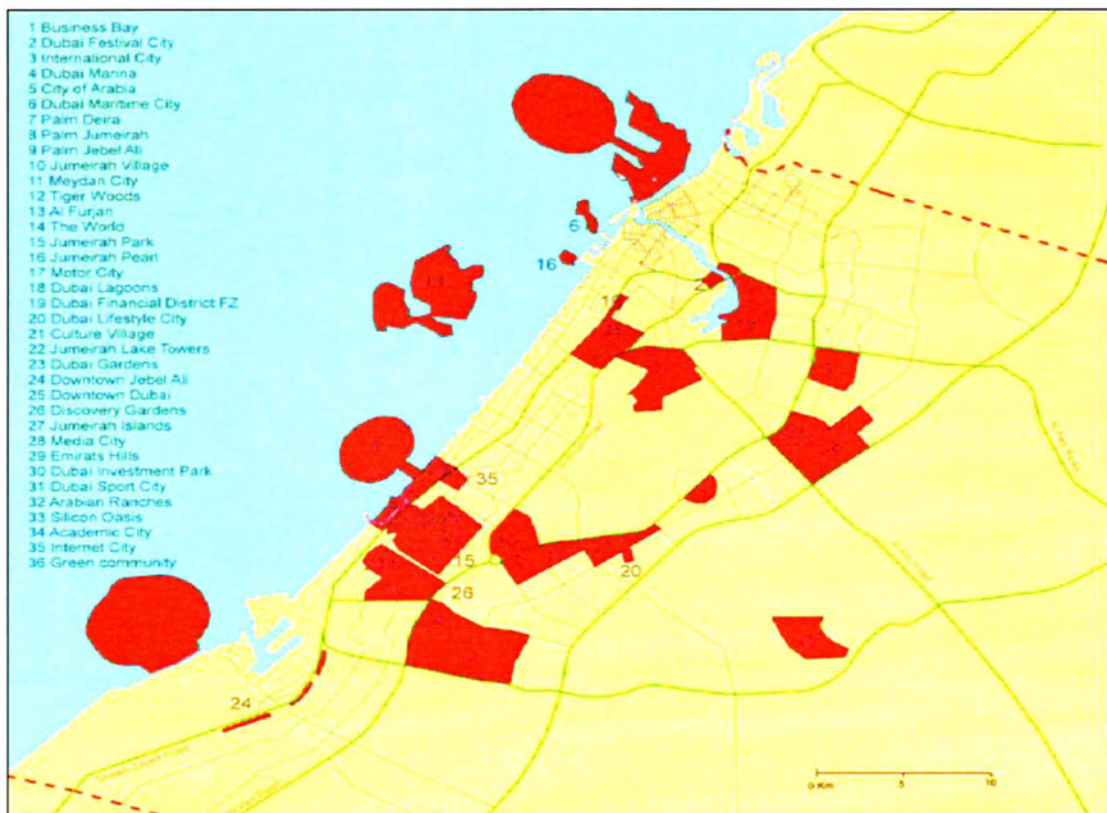 1 Business Bay
2 Dubai Festival City
3 International City
4 Dubai Marina
5 City of Arabia
6 Dubai Maritime City
7 Palm Deira
8 Palm Jumeirah
9 Palm Jebel Ali
10 Jumeirah Village
11 Meydan City
12 Tiger Woods
13 Al Furjan
14 The World
15 Jumeirah Park
16 Jumeirah Pearl
17 Motor City
18 Dubai Lagoons
19 Dubai Financial District FZ
20 Dubai Lifestyle City
21 Culture Village
22 Jumeirah Lake Towers
23 Dubai Gardens
24 Downtown Jebel Ali
25 Downtown Dubai
26 Discovery Gardens
27 Jumeirah Islands
28 Media City
29 Emirats Hills
30 Dubai Investment Park
31 Dubai Sport City
32 Arabian Ranches
33 Silicon Oasis
34 Academic City
35 Internet City
36 Green community
6
16
2
19
35
15
20
26
24
0 Km 5 10